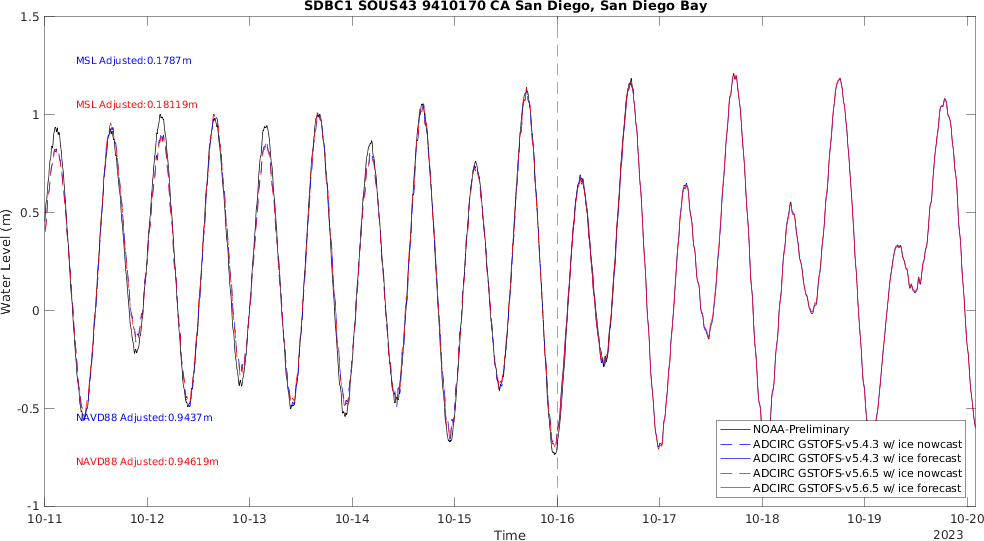 SDBC1 SOUS43 9410170 CA San Diego, San Diego Bay
1.5
MSL Adjusted:0.1787m
MSL Adjusted:0.18119m
1
0.5
Water Level (m)
0
-0.5
NAVD88 Adjusted:0.9437m
NAVD88 Adjusted:0.94619m
-1
NOAA-Preliminary
ADCIRC GSTOFS-v5.4.3 w/ ice nowcast
ADCIRC GSTOFS-v5.4.3 w/ ice forecast
ADCIRC GSTOFS-v5.6.5 w/ ice nowcast
ADCIRC GSTOFS-v5.6.5 w/ ice forecast
10-11 10-12 10-13 10-14 10-15 10-16 10-17 10-18 10-19 10-20
Time
2023